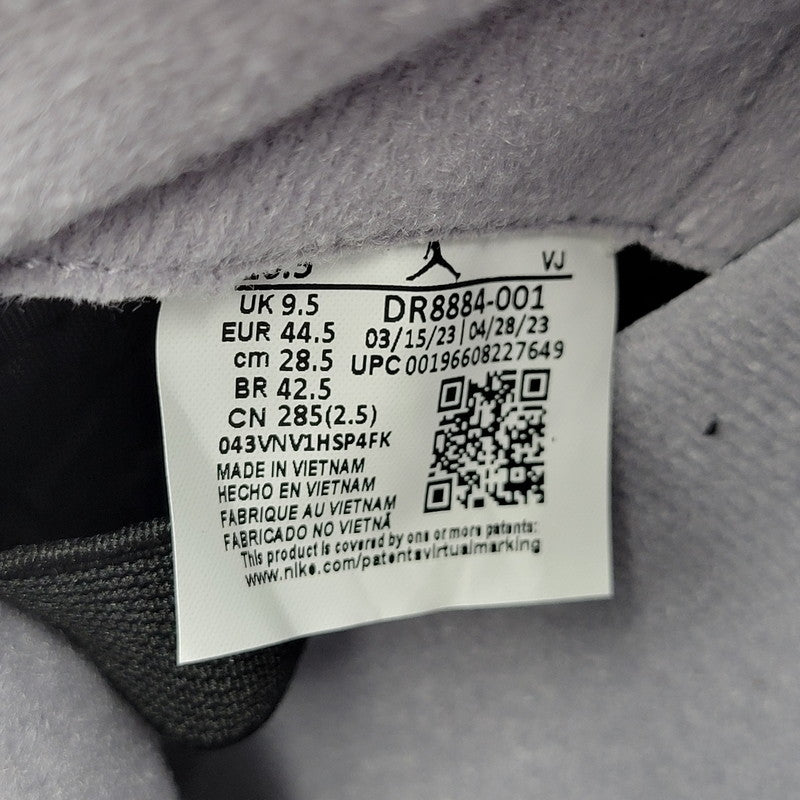 VJ
UK 9.5 DR8884-001
EUR 44.5 03/15/23 | 04/28/23
cm 28.5 UPC 00196608227649
BR 42.5
CN 285(2.5)
043VNV1HSP4FK
MADE IN VIETNAM
HECHO EN VIETNAM
FABRIQUE AU VIETNAM
FABRICADO NO VIETNÃ
This product is covered by one or more patents:
www.nike.com/patentsvirtualmarking